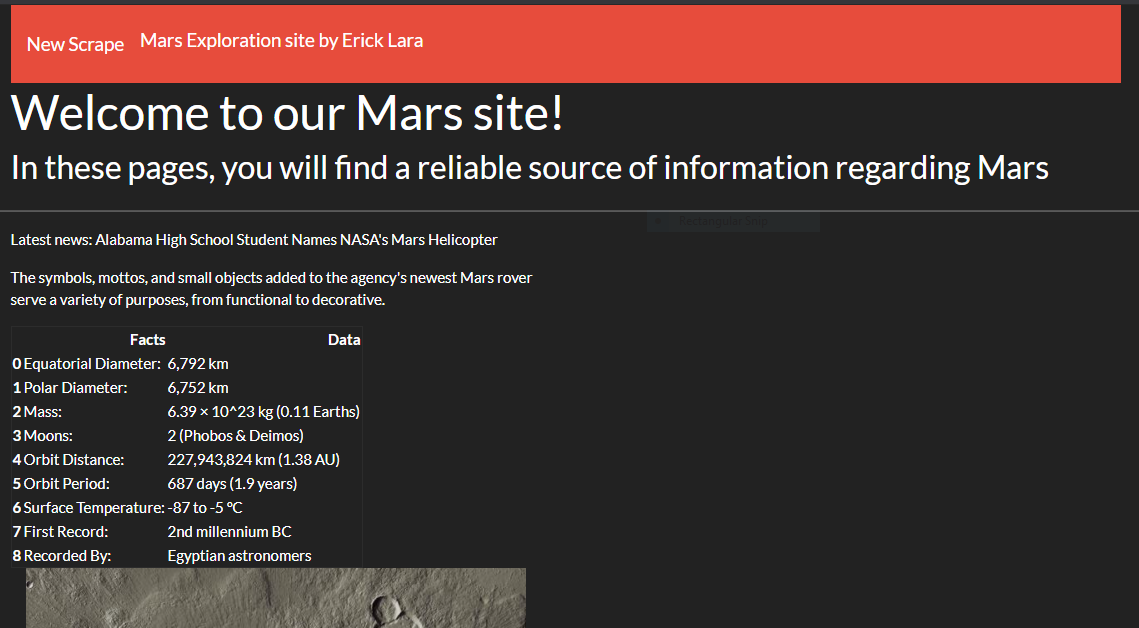 New Scrape Mars Exploration site by Erick Lara
Welcome to our Mars site!
In these pages, you will find a reliable source of information regarding Mars
Rectangular Snip
Latest news: Alabama High School Student Names NASA's Mars Helicopter
The symbols, mottos, and small objects added to the agency's newest Mars rover
serve a variety of purposes, from functional to decorative.
Facts Data
0 Equatorial Diameter: 6,792 km
1 Polar Diameter: 6,752 km
2 Mass: 6.39 × 10^23 kg (0.11 Earths)
3 Moons: 2 (Phobos & Deimos)
4 Orbit Distance: 227,943,824 km (1.38 AU)
5 Orbit Period: 687 days (1.9 years)
6 Surface Temperature: -87 to -5 °C
7 First Record: 2nd millennium BC
8 Recorded By: Egyptian astronomers